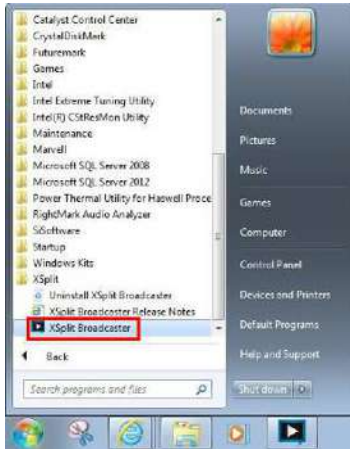 Catalyst Control Center
CrystalDiskMark
Futuremark
Games
Intel
Intel Extreme Tuning Utility
Intel(R) CStResMon Utility
Maintenance
Marvell
Microsoft SQL Server 2008
Microsoft SQL Server 2012
Power Thermal Utility for Haswell Proce
RightMark Audio Analyzer
SiSoftware
Startup
Windows Kits
XSplit
Uninstall XSplit Broadcaster
XSplit Broadcaster Release Notes
XSplit Broadcaster
Back
Search programs and files
Documents
Pictures
Music
Games
Computer
Control Panel
Devices and Printers
Default Programs
Help and Support
Shut down